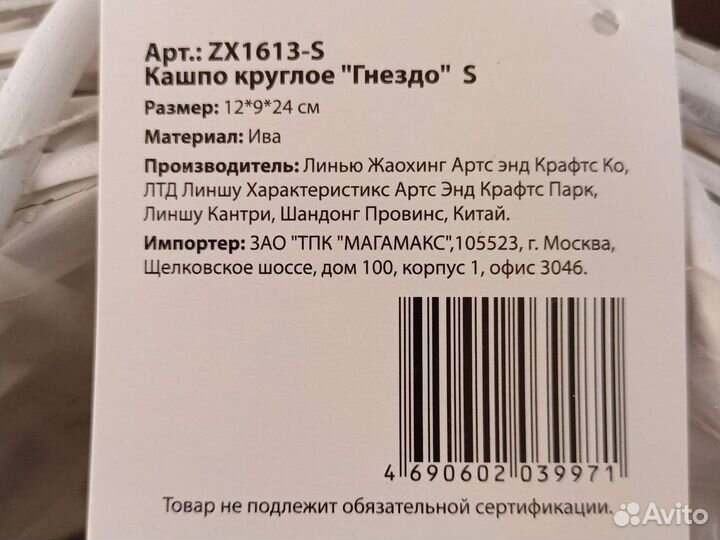 Арт.: ZX1613-S
Кашпо круглое "Гнездо" S
Размер: 12*9*24 см
Материал: Ива
Производитель: Линью Жаохинг Артс энд Крафтс Ко,
ЛТД Линшу Характеристикс Артс Энд Крафтс Парк,
Линшу Кантри, Шандонг Провинс, Китай.
Импортер: ЗАО "ТПК "МАГАМАКС",105523, г. Москва,
Щелковское шоссе, дом 100, корпус 1, офис 3046.
4 690602 039971
Товар не подлежит обязательной сертификации.
Avito